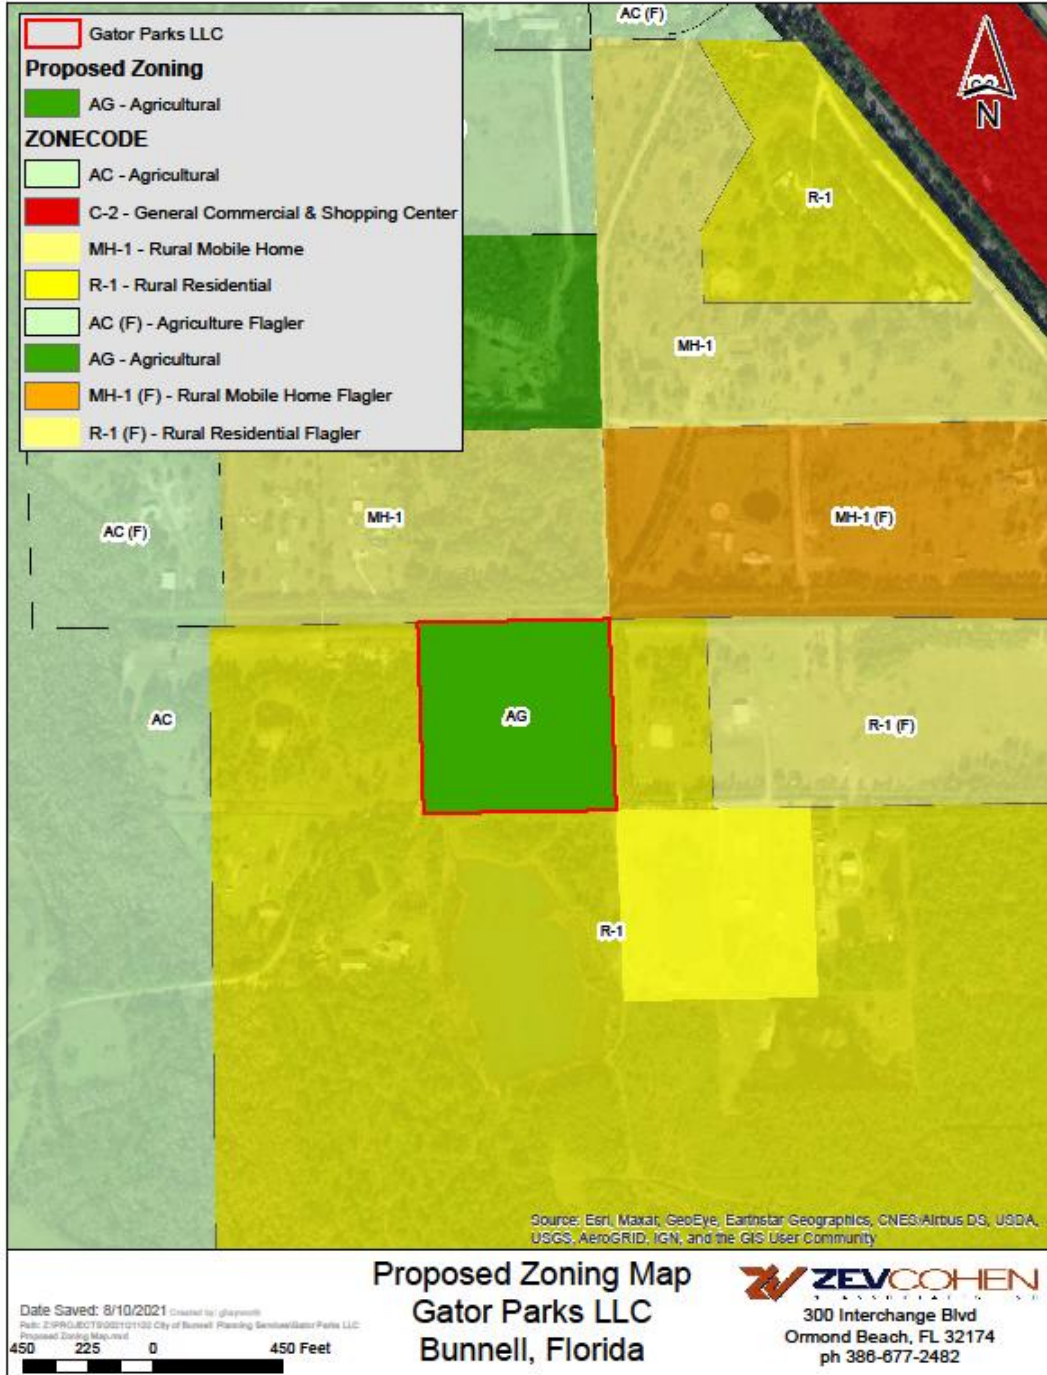 Gator Parks LLC
Proposed Zoning
AG - Agricultural
ZONECODE
AC - Agricultural
C-2 - General Commercial & Shopping Center
MH-1 - Rural Mobile Home
R-1 - Rural Residential
AC (F) - Agriculture Flagler
AG - Agricultural
MH-1 (F) - Rural Mobile Home Flagler
R-1 (F) - Rural Residential Flagler
AC (F)
N
R-1
MH-1
AC (F)
MH-1
MH-1 (F)
AC
AG
R-1 (F)
R-1
Source: Esri, Maxar, GeoEye, Earthstar Geographics, CNES/Airbus DS, USDA,
USGS, AeroGRID, IGN, and the GIS User Community
Proposed Zoning Map
Gator Parks LLC
Bunnell, Florida
Date Saved: 8/10/2021
Proposed Zoning Map.mxd
450 225 0 450 Feet
ZEVCOHEN
300 Interchange Blvd
Ormond Beach, FL 32174
ph 386-677-2482